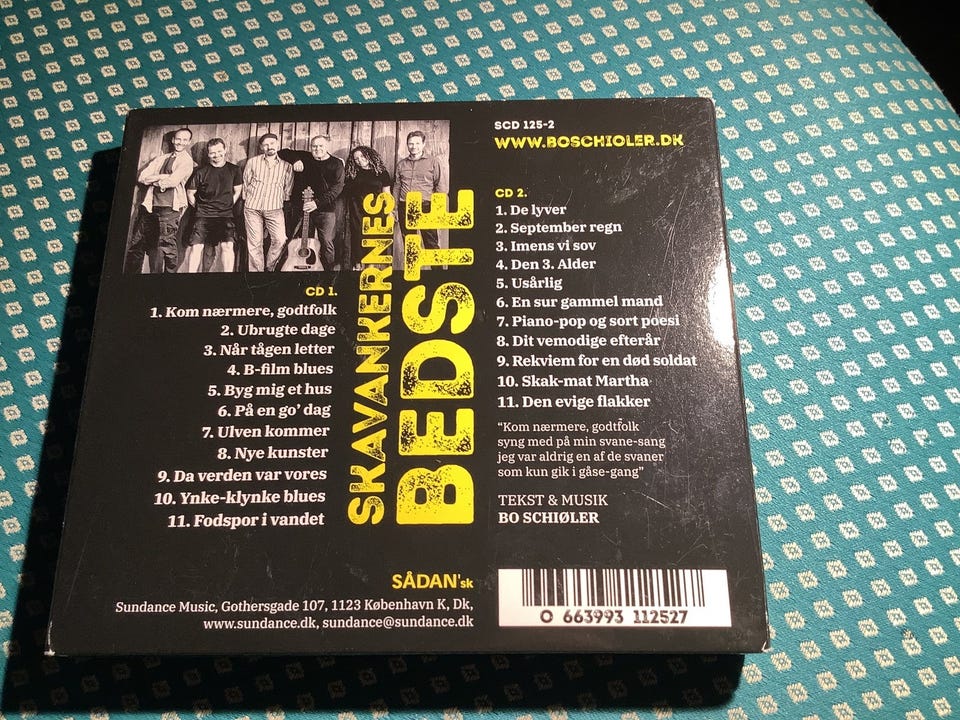 SCD 125-2
WWW.BOSCHIOLER.DK
SKAVANKERNES
BEDSTE
CD 1.
1. Kom nærmere, godtfolk
2. Ubrugte dage
3. Når tågen letter
4. B-film blues
5. Byg mig et hus
6. På en go' dag
7. Ulven kommer
8. Nye kunster
9. Da verden var vores
10. Ynke-klynke blues
11. Fodspor i vandet
CD 2.
1. De lyver
2. September regn
3. Imens vi sov
4. Den 3. Alder
5. Usårlig
6. En sur gammel mand
7. Piano-pop og sort poesi
8. Dit vemodige efterår
9. Rekviem for en død soldat
10. Skak-mat Martha
11. Den evige flakker
“Kom nærmere, godtfolk
syng med på min svane-sang
jeg var aldrig en af de svaner
som kun gik i gåse-gang”
TEKST & MUSIK
BO SCHIØLER
SÅDAN'sk
Sundance Music, Gothersgade 107, 1123 København K, Dk,
www.sundance.dk, sundance@sundance.dk
0 663993 112527